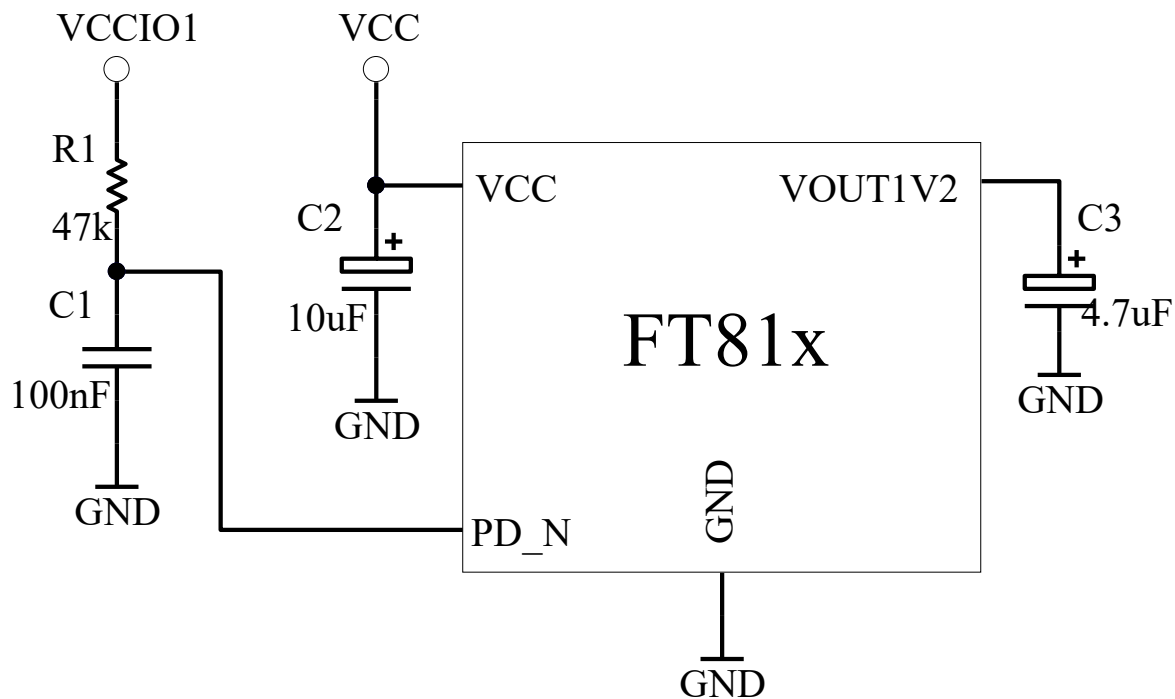 VCCIO1
VCC
R1
47k
C1
100nF
GND
C2
+
10uF
GND
VCC
VOUT1V2
FT81x
PD_N
GND
GND
C3
+
4.7uF
GND